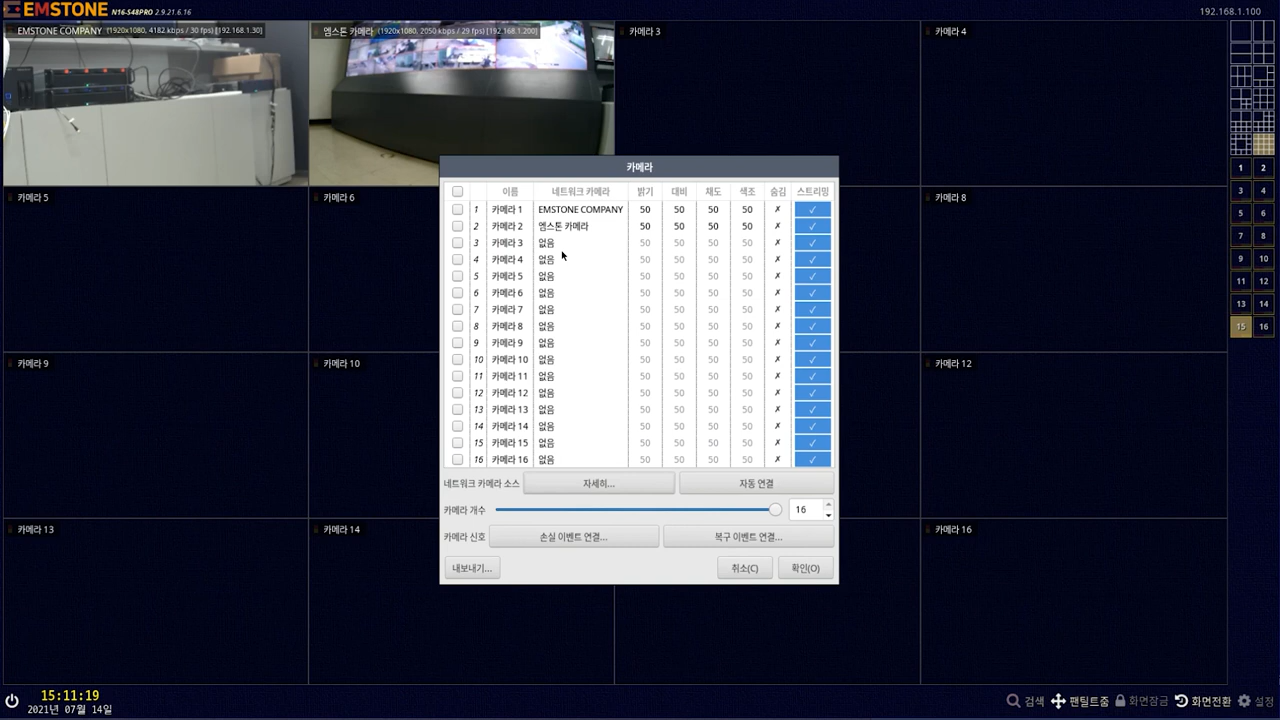 EMSTONE N16-S48PRO 2.9.21.6.16
192.168.1.100
EMSTONE COMPANY (1920x1080, 4182 kbps / 30 fps) [192.168.1.30]
엠스톤 카메라 (1920x1080, 2050 kbps / 29 fps) [192.168.1.200]
카메라 3
카메라 4
카메라 5
카메라 6
카메라 8
카메라 9
카메라 10
카메라 12
카메라 13
카메라 14
카메라 16
카메라
이름 네트워크 카메라 밝기 대비 채도 색조 숨김 스트리밍
1 카메라 1 EMSTONE COMPANY 50 50 50 50 ✗ ✓
2 카메라 2 엠스톤 카메라 50 50 50 50 ✗ ✓
3 카메라 3 없음 50 50 50 50 ✗ ✓
4 카메라 4 없음 50 50 50 50 ✗ ✓
5 카메라 5 없음 50 50 50 50 ✗ ✓
6 카메라 6 없음 50 50 50 50 ✗ ✓
7 카메라 7 없음 50 50 50 50 ✗ ✓
8 카메라 8 없음 50 50 50 50 ✗ ✓
9 카메라 9 없음 50 50 50 50 ✗ ✓
10 카메라 10 없음 50 50 50 50 ✗ ✓
11 카메라 11 없음 50 50 50 50 ✗ ✓
12 카메라 12 없음 50 50 50 50 ✗ ✓
13 카메라 13 없음 50 50 50 50 ✗ ✓
14 카메라 14 없음 50 50 50 50 ✗ ✓
15 카메라 15 없음 50 50 50 50 ✗ ✓
16 카메라 16 없음 50 50 50 50 ✗ ✓
네트워크 카메라 소스 자세히... 자동 연결
카메라 개수 16
카메라 신호 손실 이벤트 연결... 복구 이벤트 연결...
내보내기... 취소(C) 확인(O)
1 2
3 4
5 6
7 8
9 10
11 12
13 14
15 16
15:11:19
2021년 07월 14일
검색 팬틸트줌 화면잠금 화면전환 설정